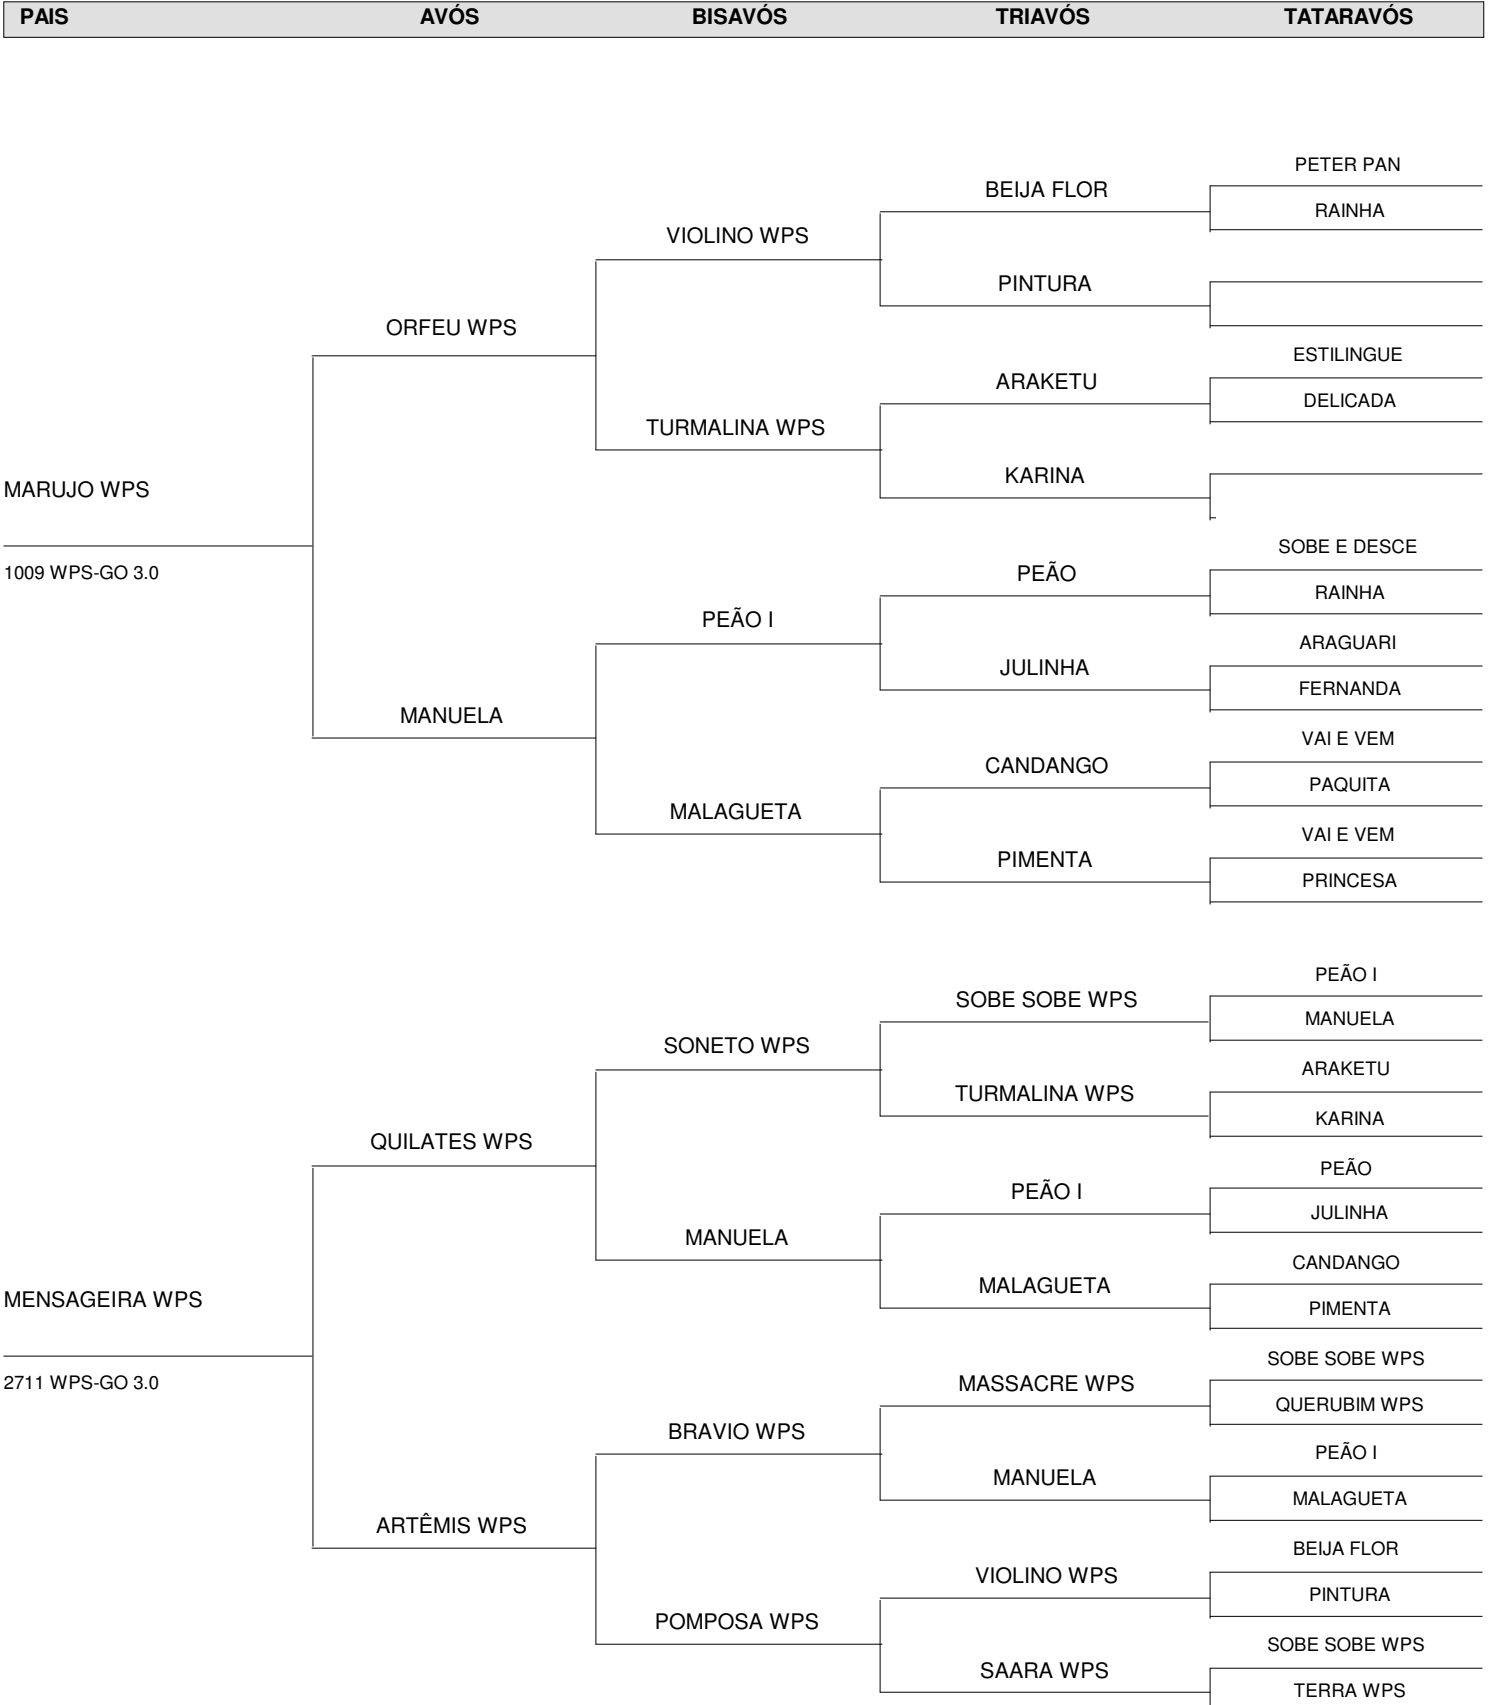 PAIS AVÓS BISAVÓS TRIAVÓS TATARAVÓS
PETER PAN
BEIJA FLOR
RAINHA
VIOLINO WPS
PINTURA
ORFEU WPS
ESTILINGUE
ARAKETU
DELICADA
TURMALINA WPS
KARINA
MARUJO WPS
SOBE E DESCE
1009 WPS-GO 3.0
PEÃO
RAINHA
PEÃO I
ARAGUARI
JULINHA
FERNANDA
MANUELA
VAI E VEM
CANDANGO
PAQUITA
MALAGUETA
VAI E VEM
PIMENTA
PRINCESA
PEÃO I
SOBE SOBE WPS
MANUELA
SONETO WPS
ARAKETU
TURMALINA WPS
KARINA
QUILATES WPS
PEÃO
PEÃO I
JULINHA
MANUELA
CANDANGO
MALAGUETA
PIMENTA
MENSAGEIRA WPS
SOBE SOBE WPS
2711 WPS-GO 3.0
MASSACRE WPS
QUERUBIM WPS
BRAVIO WPS
PEÃO I
MANUELA
MALAGUETA
ARTÊMIS WPS
BEIJA FLOR
VIOLINO WPS
PINTURA
POMPOSA WPS
SOBE SOBE WPS
SAARA WPS
TERRA WPS